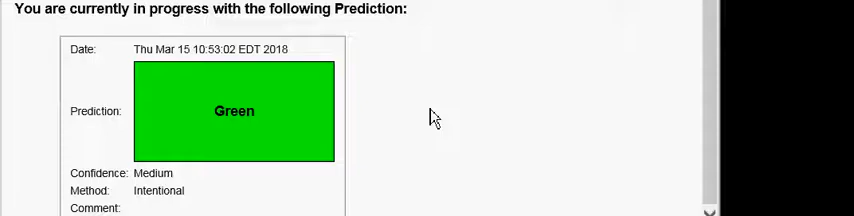 You are currently in progress with the following Prediction:
Date: Thu Mar 15 10:53:02 EDT 2018
Prediction: Green
Confidence: Medium
Method: Intentional
Comment: